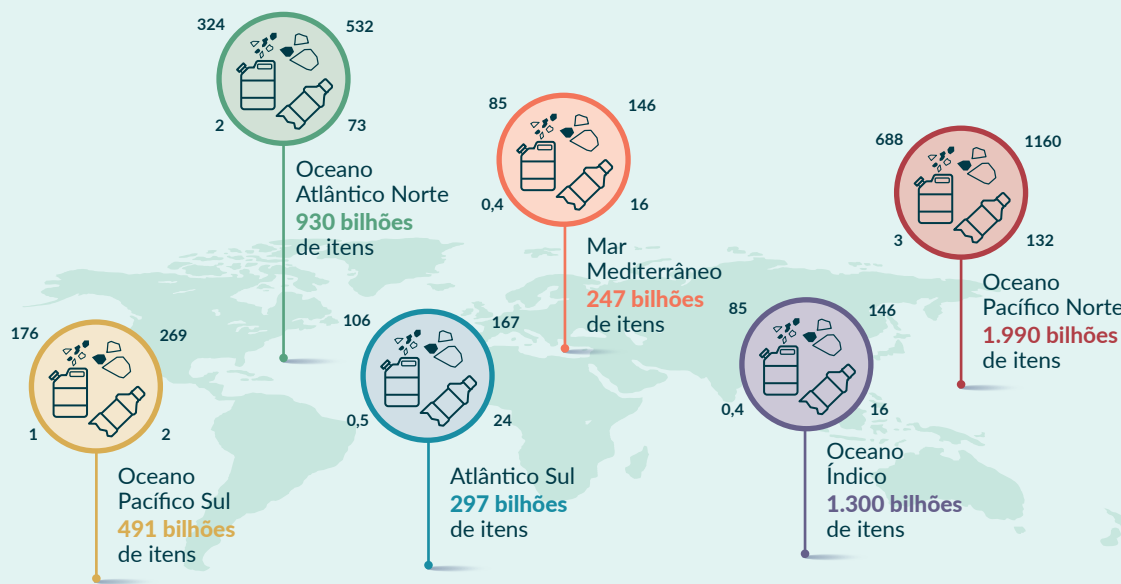 324
532
2
73
Oceano
Atlântico Norte
930 bilhões
de itens
85
146
0,4
16
Mar
Mediterrâneo
247 bilhões
de itens
688
1160
3
132
Oceano
Pacífico Norte
1.990 bilhões
de itens
176
269
1
2
Oceano
Pacífico Sul
491 bilhões
de itens
106
167
0,5
24
Atlântico Sul
297 bilhões
de itens
85
146
0,4
16
Oceano
Índico
1.300 bilhões
de itens